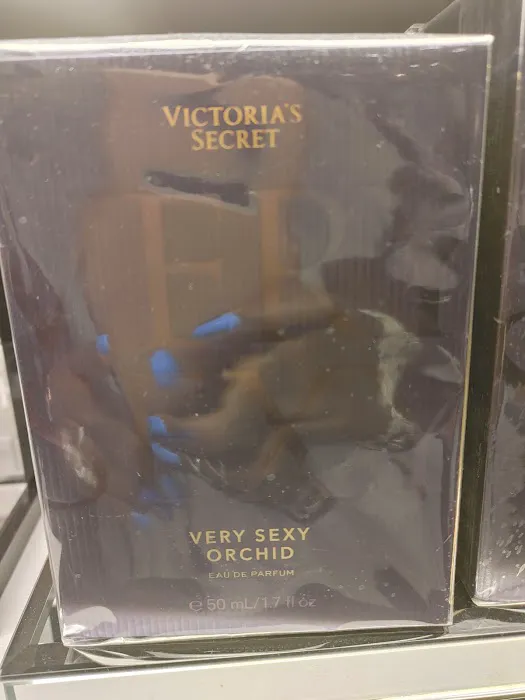 VICTORIA'S
SECRET
VERY SEXY
ORCHID
EAU DE PARFUM
℮ 50 mL/1.7 fl oz